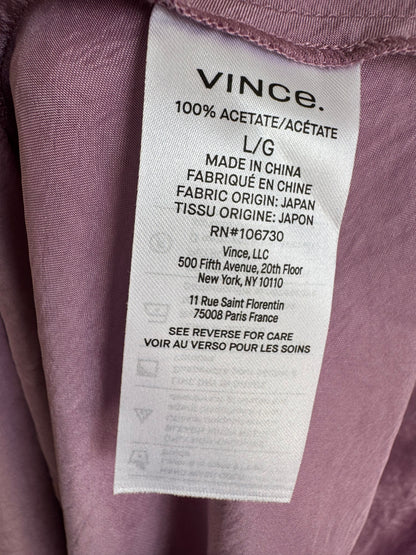 VINCe.
100% ACETATE/ACÉTATE
L/G
MADE IN CHINA
FABRIQUÉ EN CHINE
FABRIC ORIGIN: JAPAN
TISSU ORIGINE: JAPON
RN#106730
Vince, LLC
500 Fifth Avenue, 20th Floor
New York, NY 10110
11 Rue Saint Florentin
75008 Paris France
SEE REVERSE FOR CARE
VOIR AU VERSO POUR LES SOINS